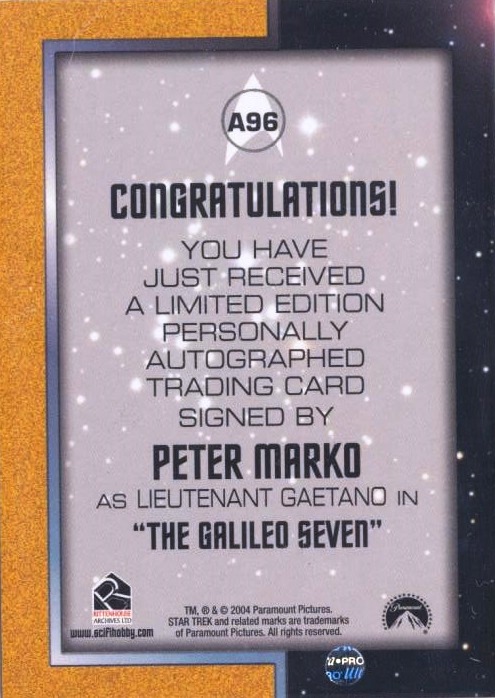 A96
CONGRATULATIONS!
YOU HAVE
JUST RECEIVED
A LIMITED EDITION
PERSONALLY
AUTOGRAPHED
TRADING CARD
SIGNED BY
PETER MARKO
AS LIEUTENANT GAETANO IN
"THE GALILEO SEVEN"
RITTENHOUSE
ARCHIVES LTD
www.scifihobby.com
TM, ® & © 2004 Paramount Pictures.
STAR TREK and related marks are trademarks
of Paramount Pictures. All rights reserved.
Paramount
PRO